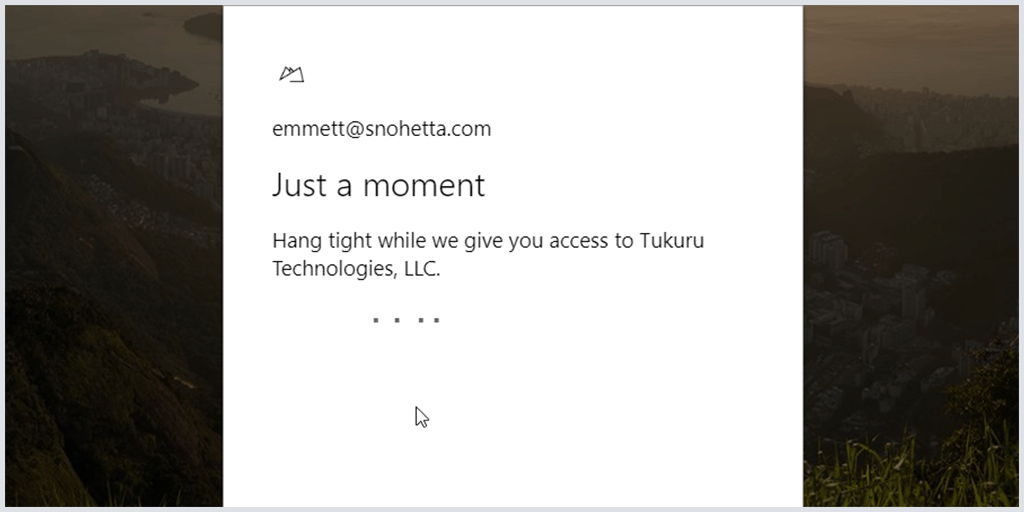 emmett@snohetta.com
Just a moment
Hang tight while we give you access to Tukuru
Technologies, LLC.